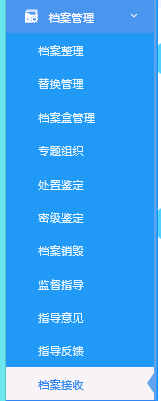 档案管理
档案整理
替换管理
档案盒管理
专题组织
处置鉴定
密级鉴定
档案销毁
监督指导
指导意见
指导反馈
档案接收